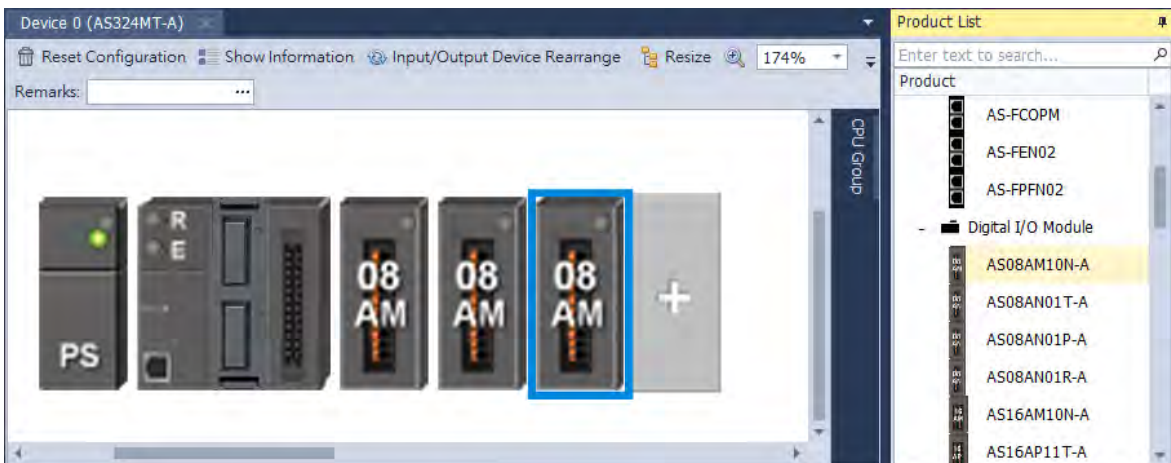 Device 0 (AS324MT-A)
Reset Configuration Show Information Input/Output Device Rearrange Resize 174%
Remarks: ...
CPU Group
R
E
PS
08
AM
08
AM
08
AM
+
Product List
Enter text to search...
Product
AS-FCOPM
AS-FEN02
AS-FPFN02
- Digital I/O Module
AS08AM10N-A
AS08AN01T-A
AS08AN01P-A
AS08AN01R-A
AS16AM10N-A
AS16AP11T-A